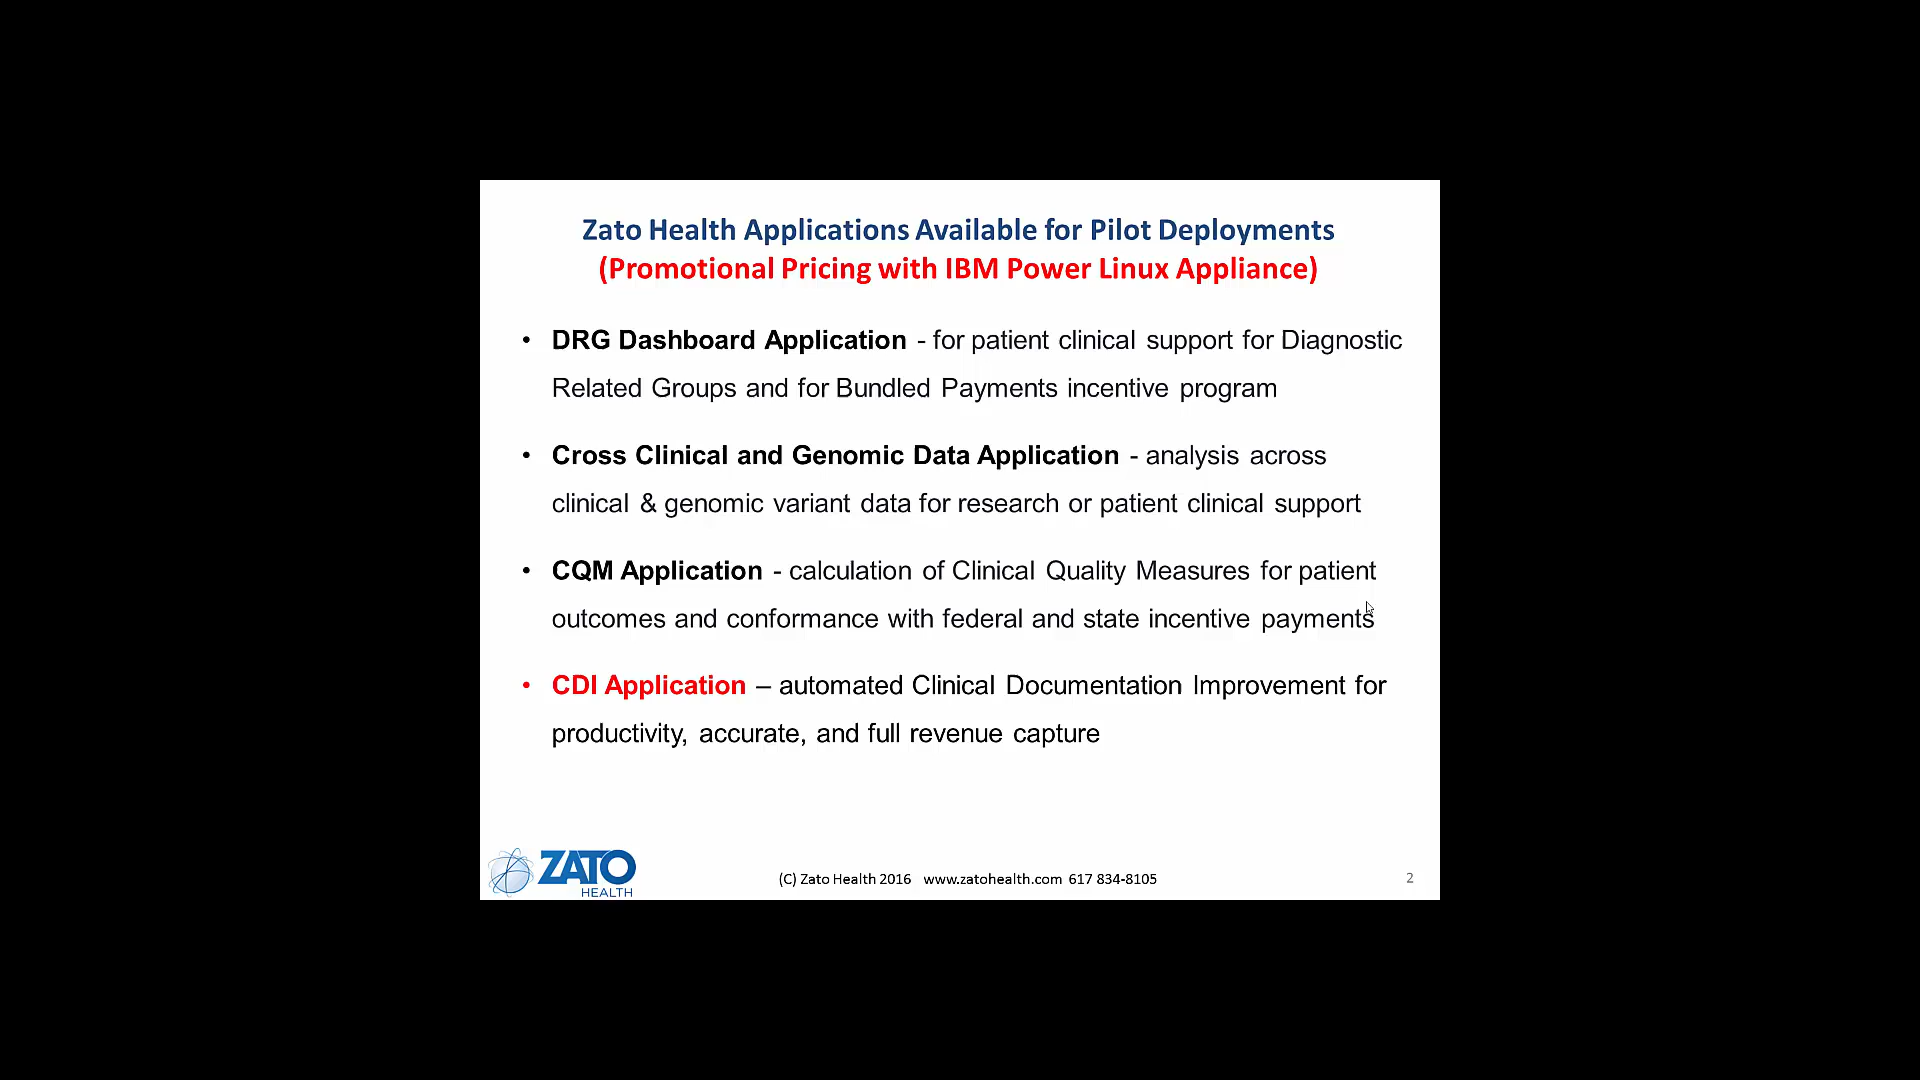 Zato Health Applications Available for Pilot Deployments
(Promotional Pricing with IBM Power Linux Appliance)
• DRG Dashboard Application - for patient clinical support for Diagnostic
Related Groups and for Bundled Payments incentive program
• Cross Clinical and Genomic Data Application - analysis across
clinical & genomic variant data for research or patient clinical support
• CQM Application - calculation of Clinical Quality Measures for patient
outcomes and conformance with federal and state incentive payments
• CDI Application – automated Clinical Documentation Improvement for
productivity, accurate, and full revenue capture
ZATO
HEALTH
(C) Zato Health 2016 www.zatohealth.com 617 834-8105
2